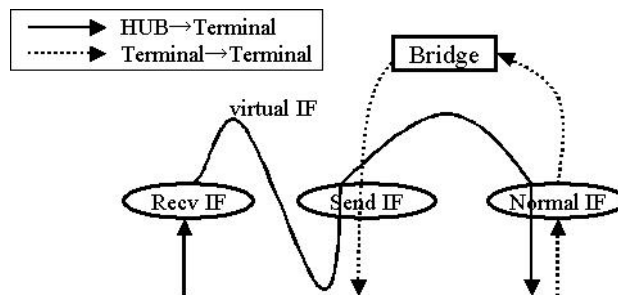 HUB→Terminal
Terminal→Terminal
Bridge
virtual IF
Recv IF
Send IF
Normal IF